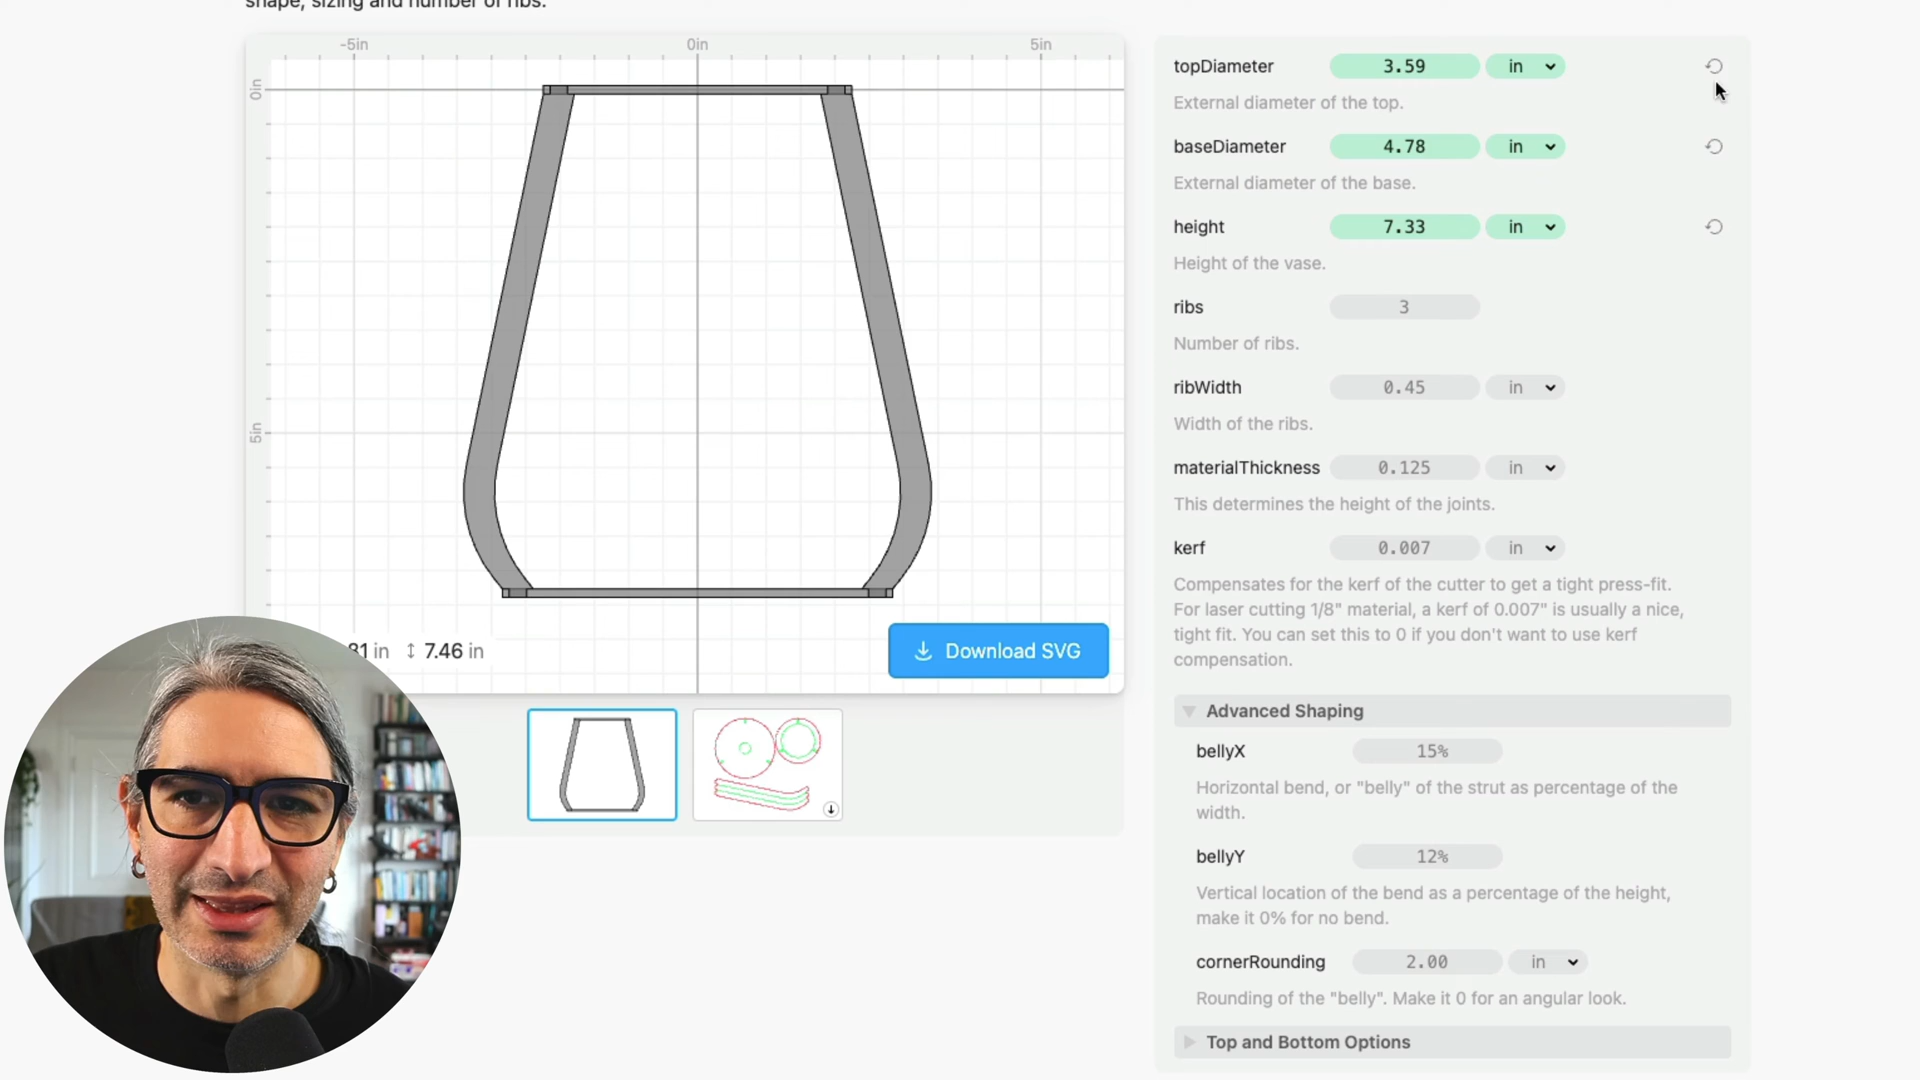 shape, sizing and number of ribs.
-5in 0in 5in
0in
5in
31 in ↕ 7.46 in
Download SVG
topDiameter 3.59 in
External diameter of the top.
baseDiameter 4.78 in
External diameter of the base.
height 7.33 in
Height of the vase.
ribs 3
Number of ribs.
ribWidth 0.45 in
Width of the ribs.
materialThickness 0.125 in
This determines the height of the joints.
kerf 0.007 in
Compensates for the kerf of the cutter to get a tight press-fit.
For laser cutting 1/8" material, a kerf of 0.007" is usually a nice,
tight fit. You can set this to 0 if you don't want to use kerf
compensation.
Advanced Shaping
bellyX 15%
Horizontal bend, or "belly" of the strut as percentage of the
width.
bellyY 12%
Vertical location of the bend as a percentage of the height,
make it 0% for no bend.
cornerRounding 2.00 in
Rounding of the "belly". Make it 0 for an angular look.
Top and Bottom Options